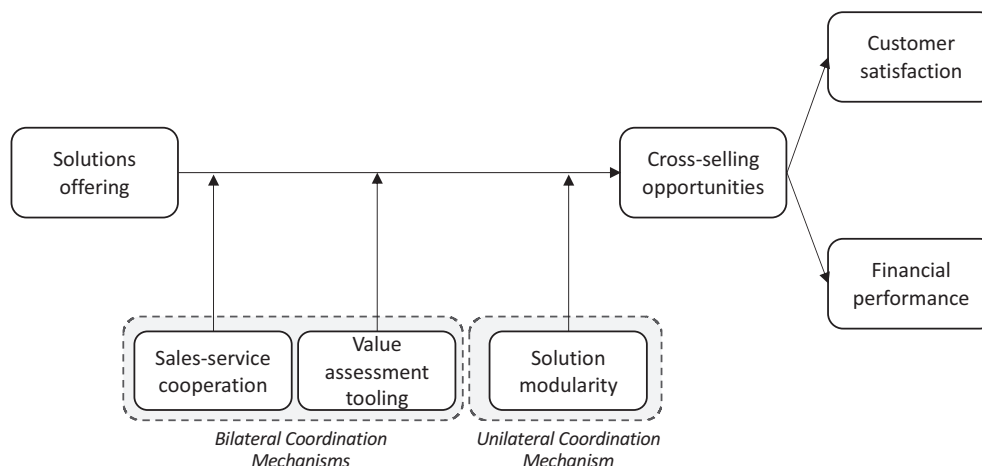 Customer
satisfaction
Solutions
offering
Cross-selling
opportunities
Financial
performance
Sales-service
cooperation
Value
assessment
tooling
Solution
modularity
Bilateral Coordination
Mechanisms
Unilateral Coordination
Mechanism